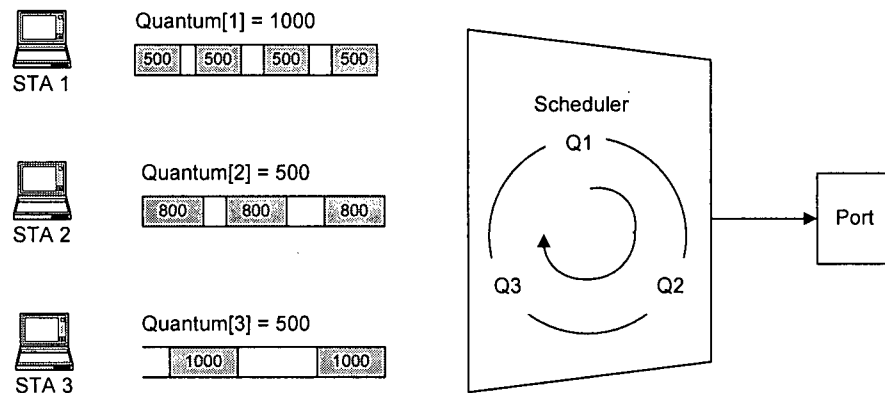 Quantum[1] = 1000
500 500 500 500
STA 1
Quantum[2] = 500
800 800 800
STA 2
Quantum[3] = 500
1000 1000
STA 3
Scheduler
Q1
Q3 Q2
Port